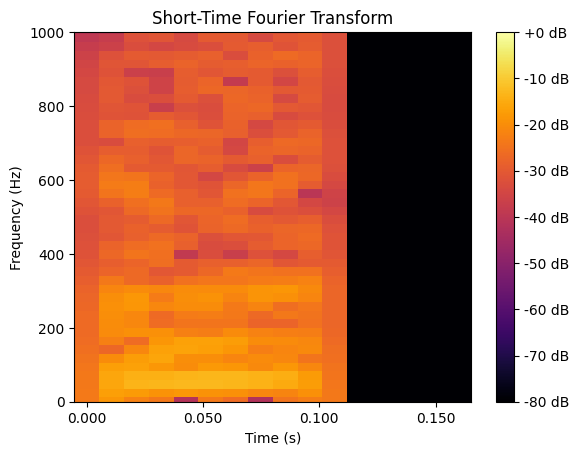 Short-Time Fourier Transform
1000
800
600
400
200
0
Frequency (Hz)
0.000
0.050
0.100
0.150
Time (s)
+0 dB
-10 dB
-20 dB
-30 dB
-40 dB
-50 dB
-60 dB
-70 dB
-80 dB